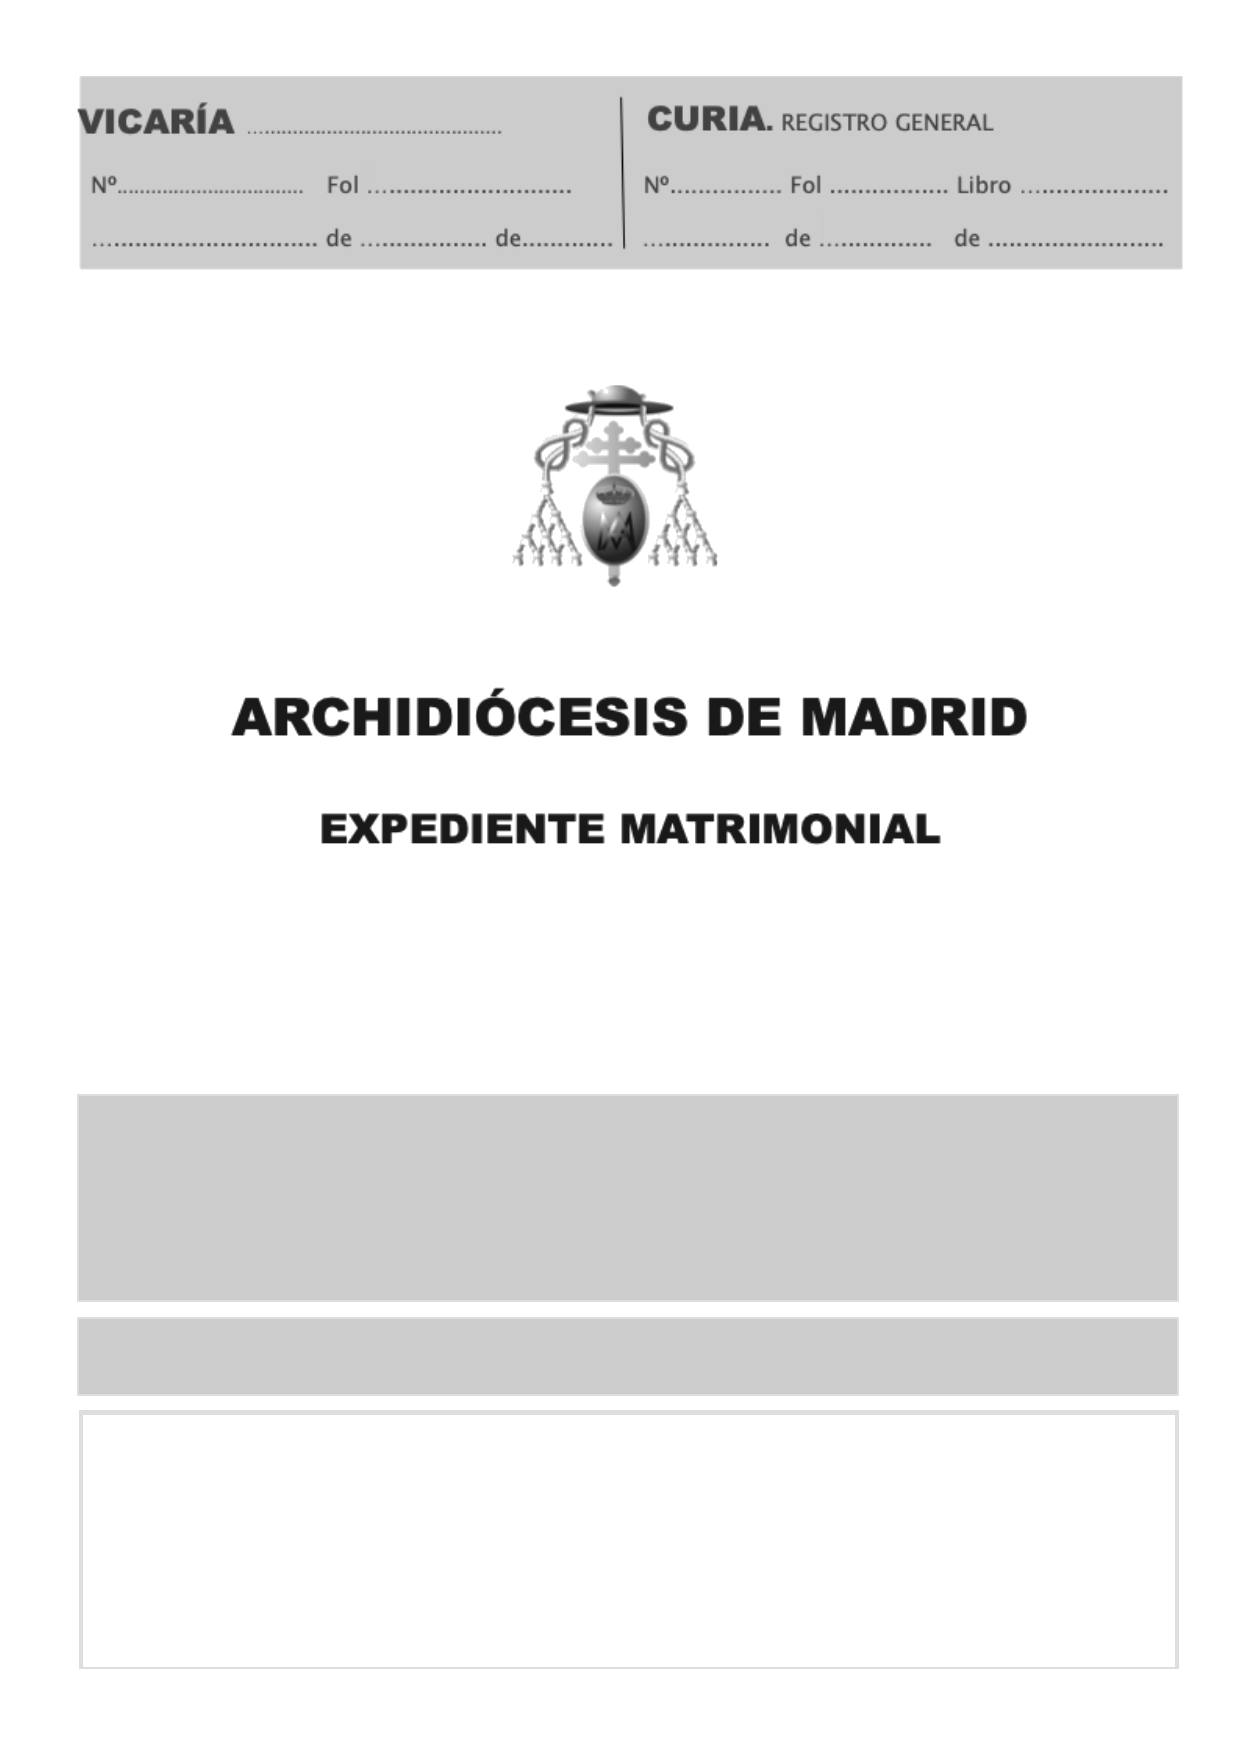 VICARÍA ................................................
Nº................................. Fol ..............................
................................. de .................. de.............
CURIA. REGISTRO GENERAL
Nº................ Fol ................. Libro .....................
.................. de ................ de .........................
ARCHIDIÓCESIS DE MADRID
EXPEDIENTE MATRIMONIAL